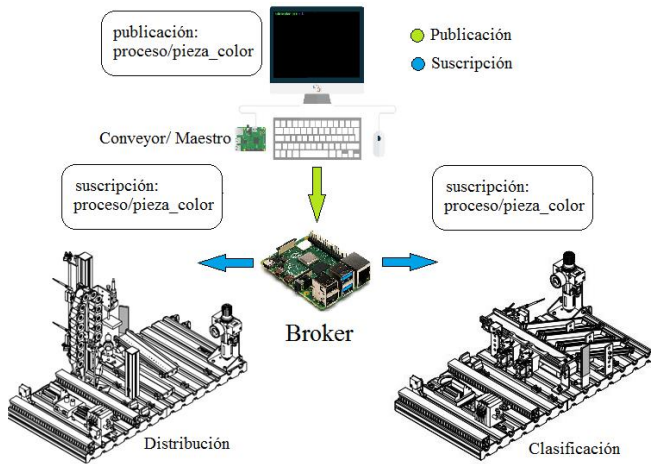 publicación:
proceso/pieza_color
Publicación
Suscripción
Conveyor/ Maestro
suscripción:
proceso/pieza_color
suscripción:
proceso/pieza_color
Broker
Distribución
Clasificación